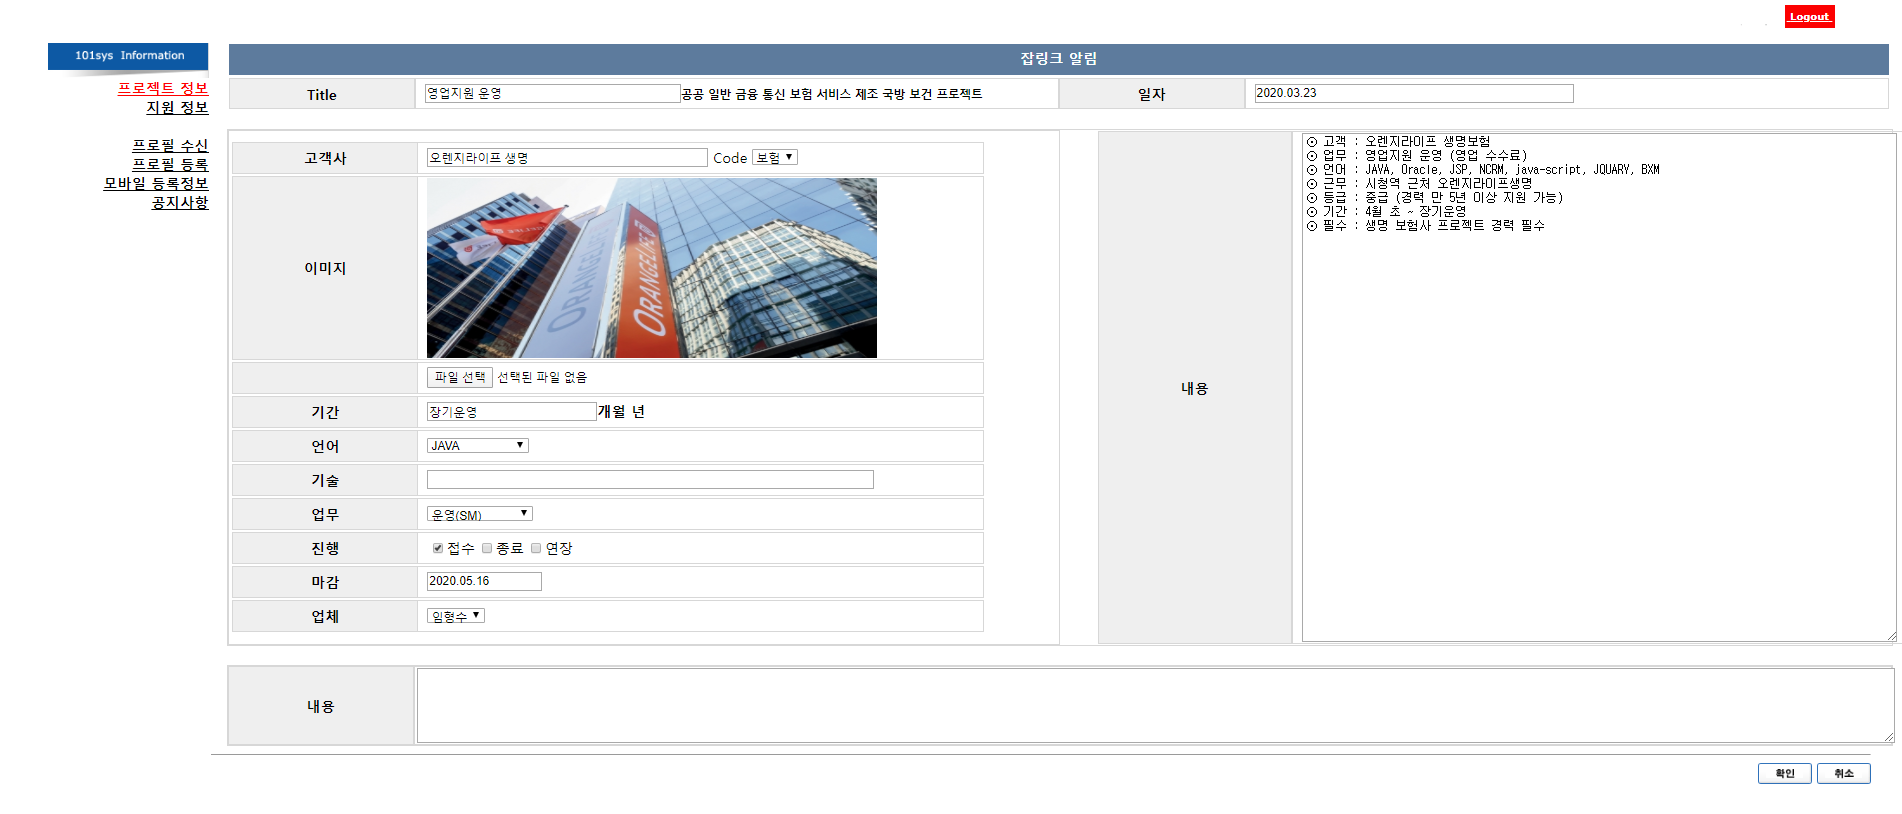 Logout
101sys Information
프로젝트 정보
지원 정보
프로필 수신
프로필 등록
모바일 등록정보
공지사항
잡링크 알림
Title 영업지원 운영 공공 일반 금융 통신 보험 서비스 제조 국방 보건 프로젝트 일자 2020.03.23
고객사 오렌지라이프 생명 Code 보험
이미지
ORANGELIFE
ORANGELIFE
파일 선택 선택된 파일 없음
기간 장기운영 개월 년
언어 JAVA
기술
업무 운영(SM)
진행 접수 종료 연장
마감 2020.05.16
업체 임형수
내용
⊙ 고객 : 오렌지라이프 생명보험
⊙ 업무 : 영업지원 운영 (영업 수수료)
⊙ 언어 : JAVA, Oracle, JSP, NCRM, java-script, JQUARY, BXM
⊙ 근무 : 시청역 근처 오렌지라이프생명
⊙ 등급 : 중급 (경력 만 5년 이상 지원 가능)
⊙ 기간 : 4월 초 ~ 장기운영
⊙ 필수 : 생명 보험사 프로젝트 경력 필수
내용
확인 취소